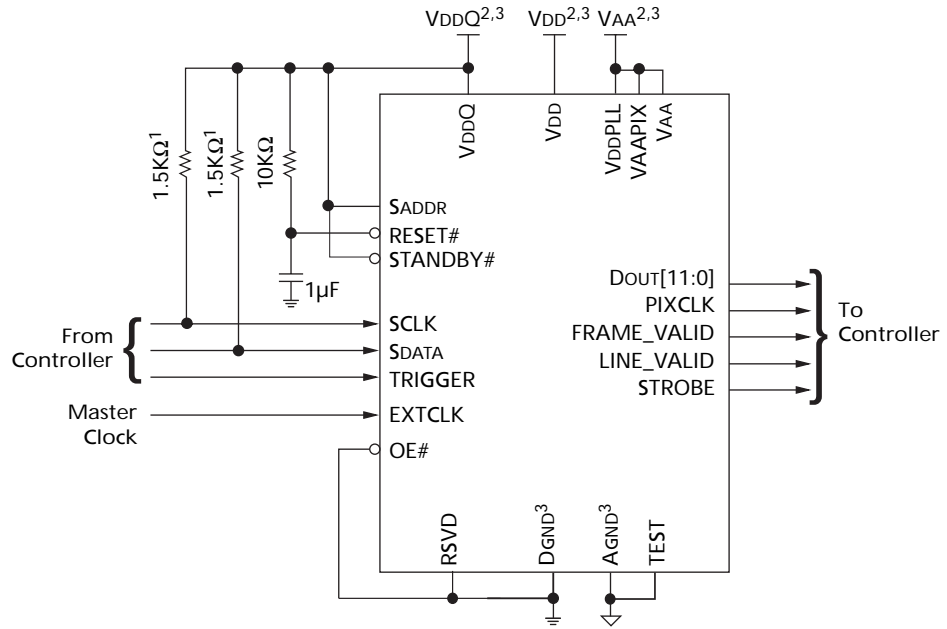 VDDQ2,3 VDD2,3 VAA2,3
1.5KΩ1
1.5KΩ1
10KΩ
VDDQ
VDD
VDDPLL
VAAPIX
VAA
SADDR
RESET#
STANDBY#
1µF
From
Controller
SCLK
SDATA
TRIGGER
Master
Clock
EXTCLK
OE#
DOUT[11:0]
PIXCLK
FRAME_VALID
LINE_VALID
STROBE
To
Controller
RSVD
DGND3
AGND3
TEST